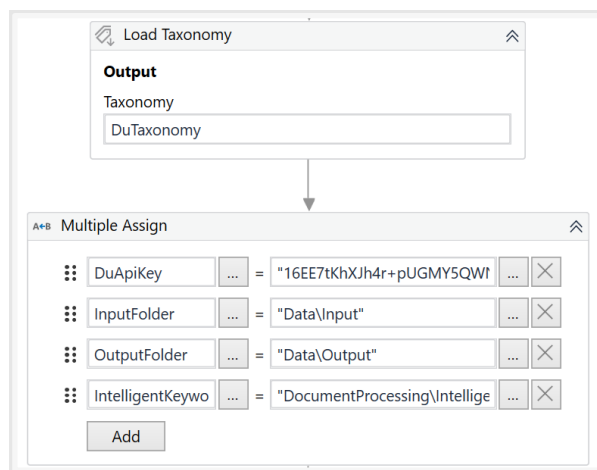 Load Taxonomy
Output
Taxonomy
DuTaxonomy
A←B Multiple Assign
DuApiKey ... = "16EE7tKhXJh4r+pUGMY5QWN ...
InputFolder ... = "Data\Input" ...
OutputFolder ... = "Data\Output" ...
IntelligentKeywo ... = "DocumentProcessing\Intellige ...
Add